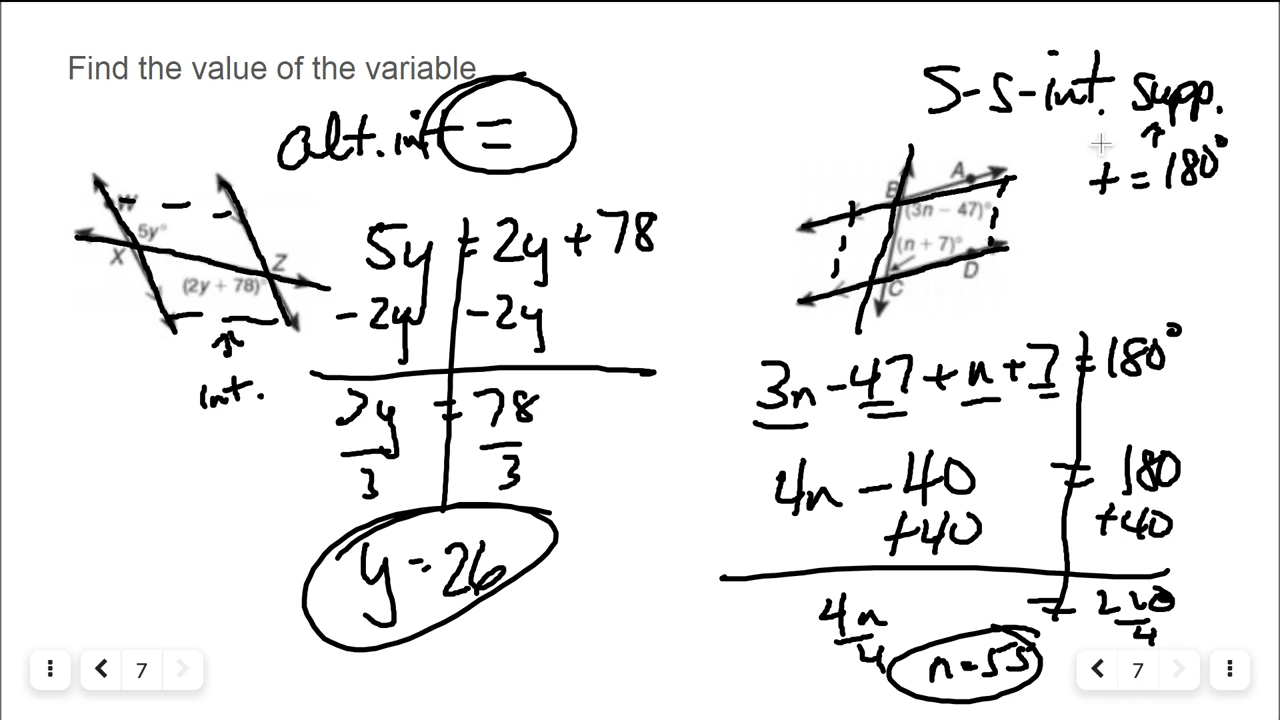 Find the value of the variable
alt. int =
W
5y°
X
Z
(2y + 78)°
int.
5y = 2y + 78
-2y -2y
3y = 78
3 3
y = 26
S-S-int. supp.
+ = 180°
A
B
(3n − 47)°
(n + 7)°
D
C
3n - 47 + n + 7 = 180°
4n - 40 = 180
+40 +40
4n = 220
4 4
n = 55
7
7